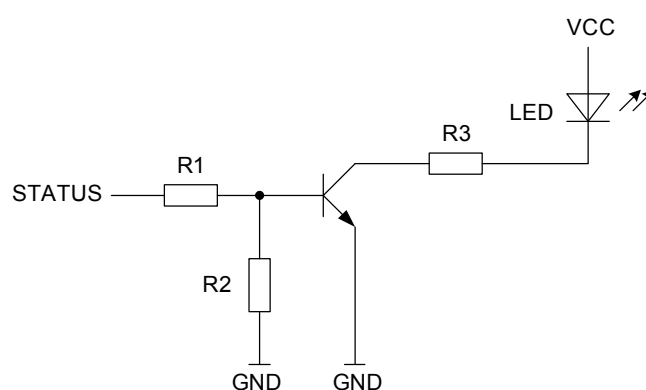 VCC
LED
R3
R1
STATUS
R2
GND
GND